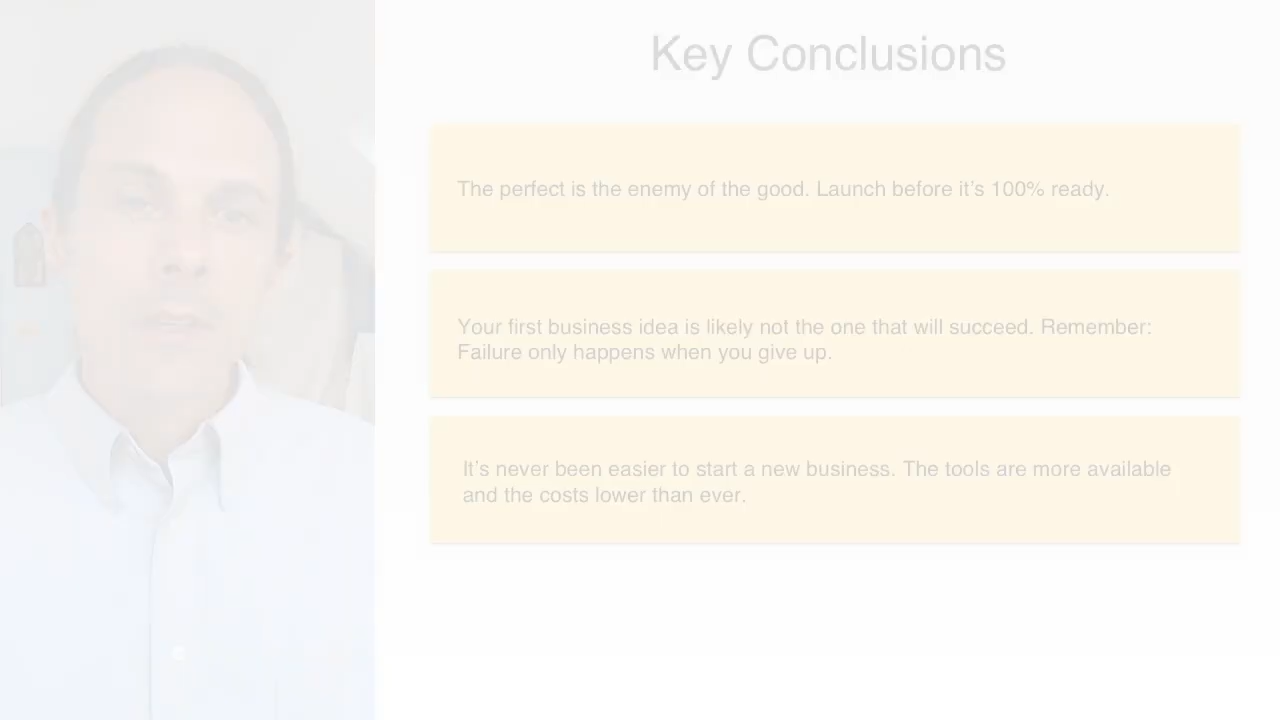 Key Conclusions
The perfect is the enemy of the good. Launch before it’s 100% ready.
Your first business idea is likely not the one that will succeed. Remember:
Failure only happens when you give up.
It’s never been easier to start a new business. The tools are more available
and the costs lower than ever.